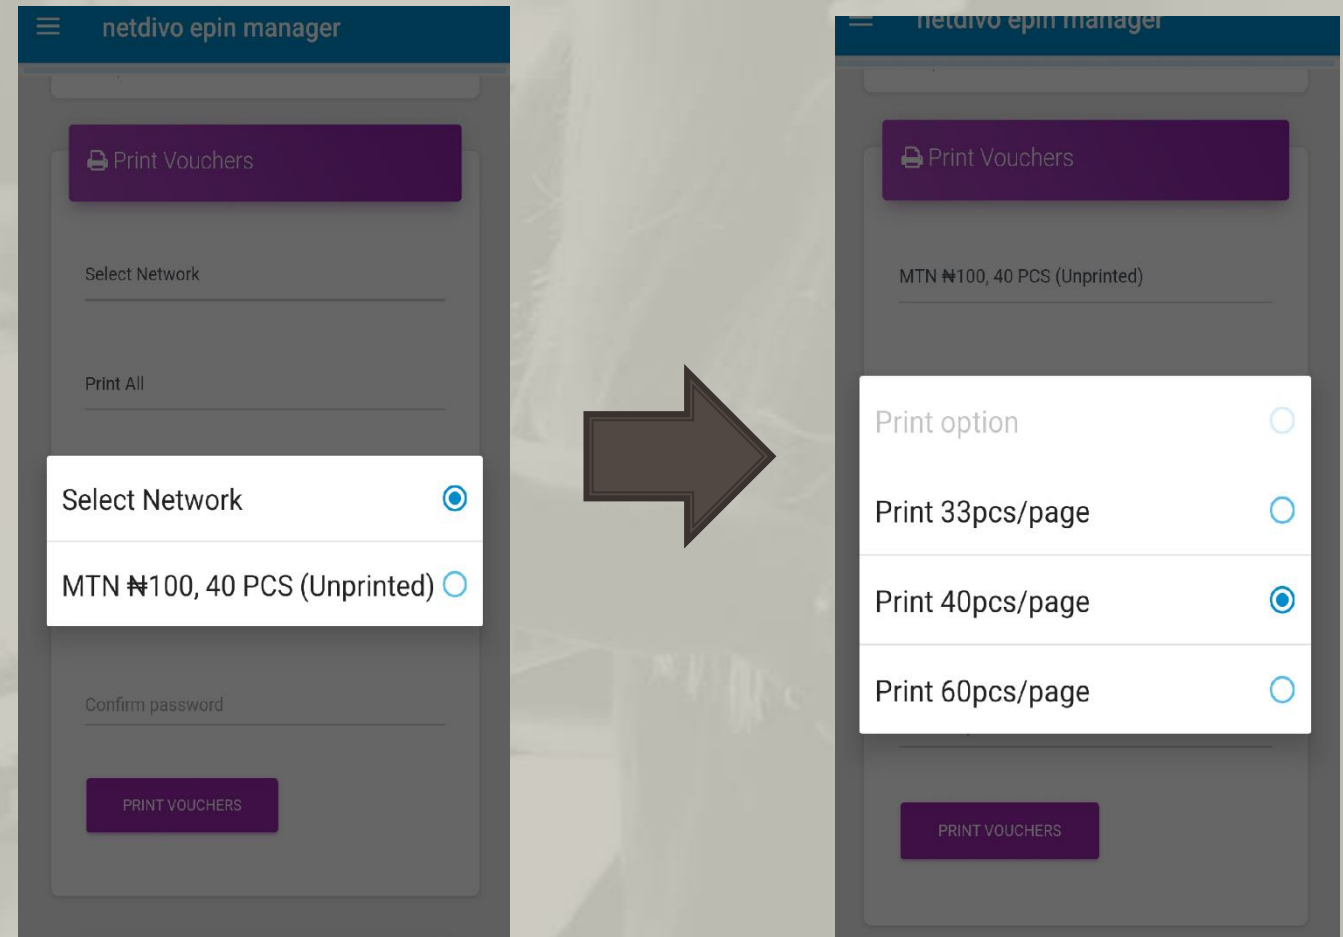 netdivo epin manager
Print Vouchers
Select Network
Print All
Select Network
MTN ₦100, 40 PCS (Unprinted)
Confirm password
PRINT VOUCHERS
netdivo epin manager
Print Vouchers
MTN ₦100, 40 PCS (Unprinted)
Print option
Print 33pcs/page
Print 40pcs/page
Print 60pcs/page
PRINT VOUCHERS